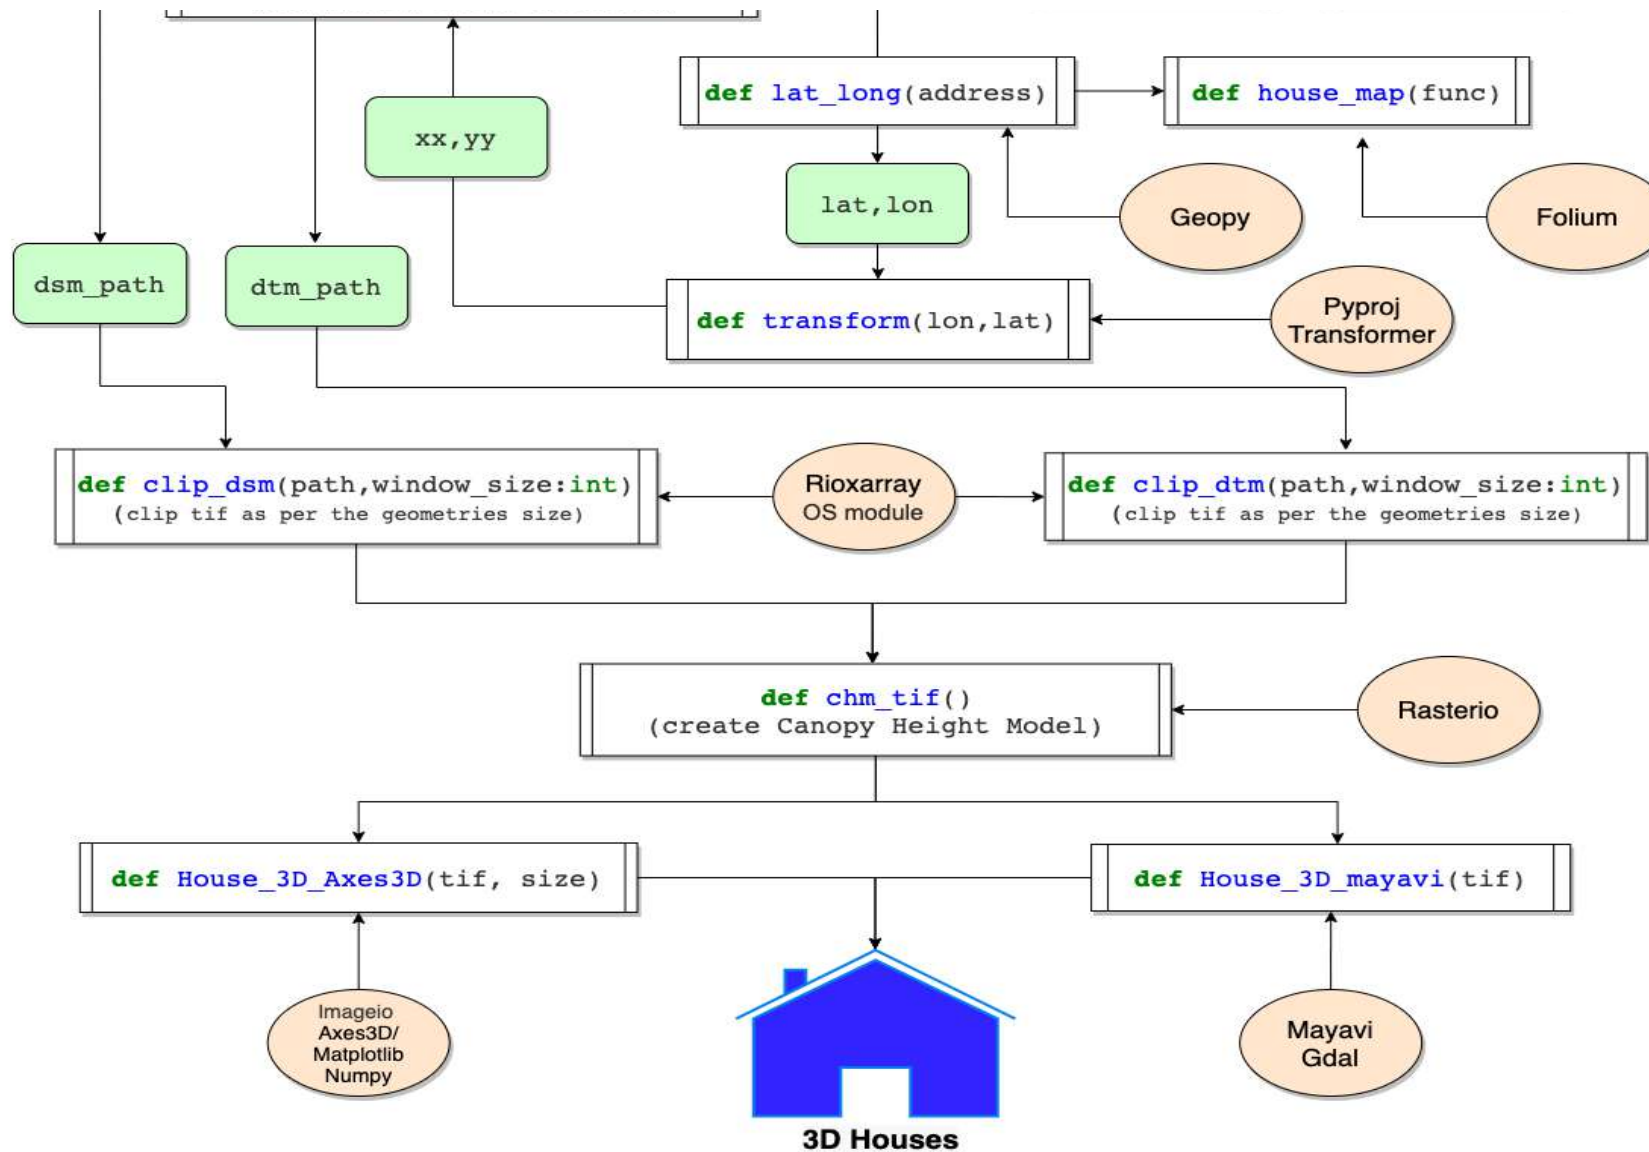 def lat_long(address)
def house_map(func)
xx,yy
lat,lon
Geopy
Folium
dsm_path
dtm_path
def transform(lon,lat)
Pyproj
Transformer
def clip_dsm(path,window_size:int)
(clip tif as per the geometries size)
Rioxarray
OS module
def clip_dtm(path,window_size:int)
(clip tif as per the geometries size)
def chm_tif()
(create Canopy Height Model)
Rasterio
def House_3D_Axes3D(tif, size)
def House_3D_mayavi(tif)
Imageio
Axes3D/
Matplotlib
Numpy
Mayavi
Gdal
3D Houses